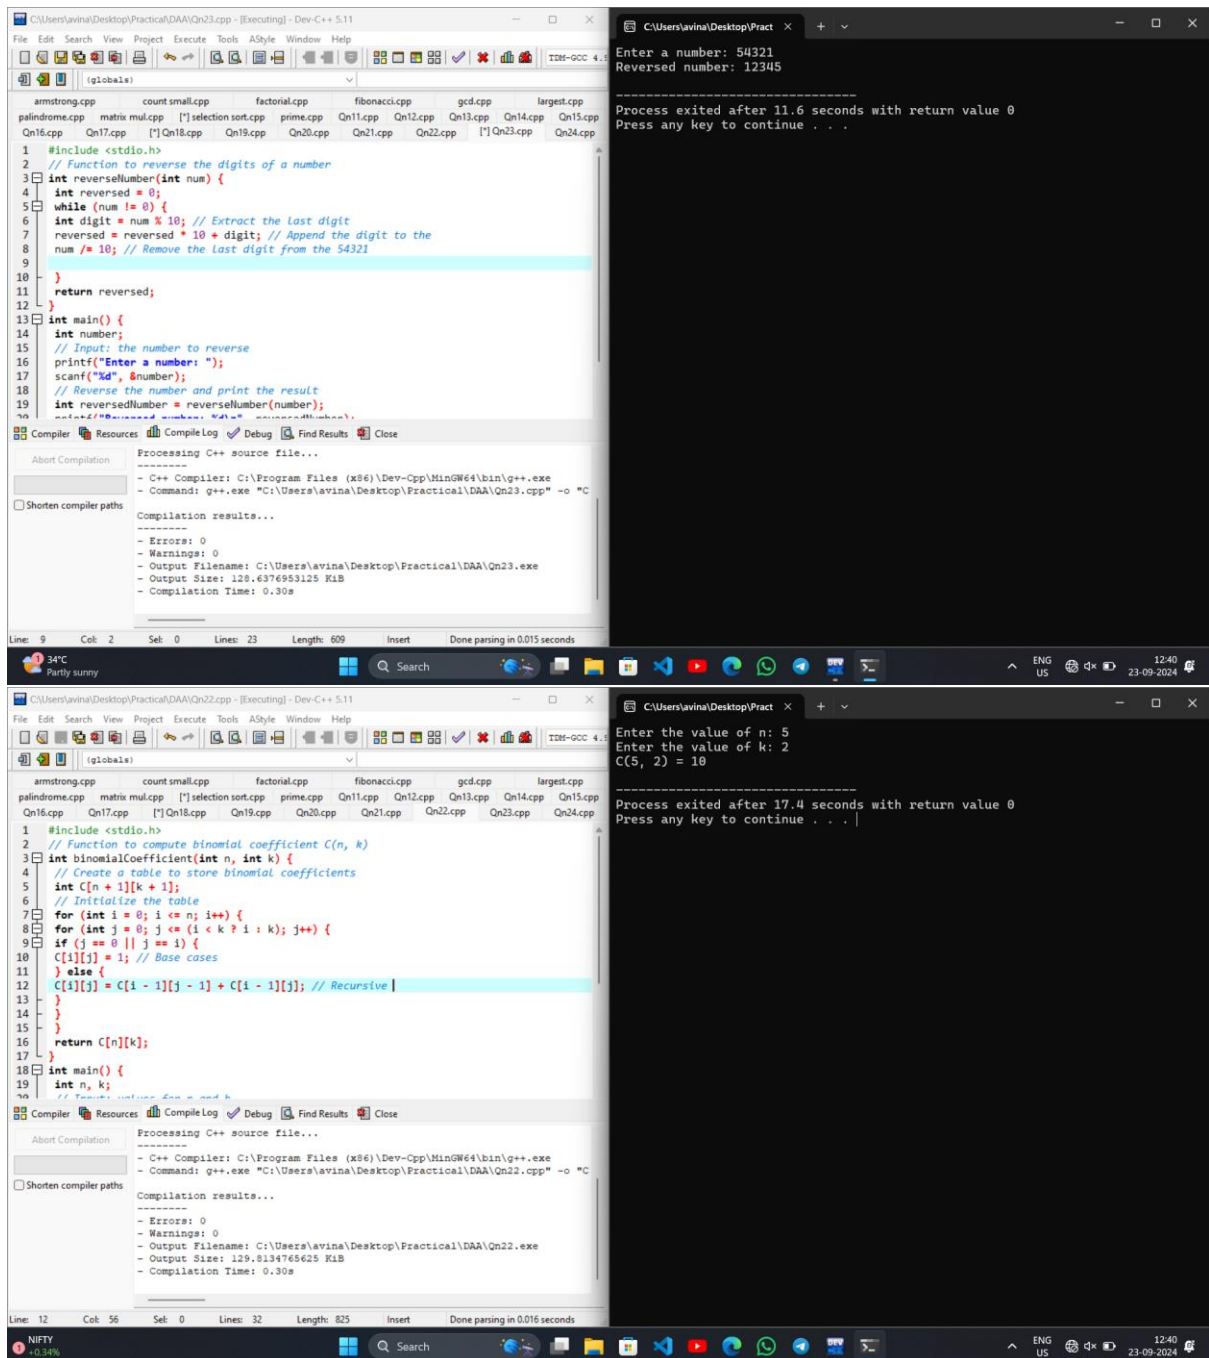 C:\Users\avina\Desktop\Practical\DAA\Qn23.cpp - [Executing] - Dev-C++ 5.11
File Edit Search View Project Execute Tools AStyle Window Help
TDM-GCC 4.9
(globals)
armstrong.cpp count small.cpp factorial.cpp fibonacci.cpp gcd.cpp largest.cpp
palindrome.cpp matrix mul.cpp [*] selection sort.cpp prime.cpp Qn11.cpp Qn12.cpp Qn13.cpp Qn14.cpp Qn15.cpp
Qn16.cpp Qn17.cpp [*] Qn18.cpp Qn19.cpp Qn20.cpp Qn21.cpp Qn22.cpp [*] Qn23.cpp Qn24.cpp
1 #include <stdio.h>
2 // Function to reverse the digits of a number
3 int reverseNumber(int num) {
4 int reversed = 0;
5 while (num != 0) {
6 int digit = num % 10; // Extract the last digit
7 reversed = reversed * 10 + digit; // Append the digit to the
8 num /= 10; // Remove the last digit from the 54321
9
10 }
11 return reversed;
12 }
13 int main() {
14 int number;
15 // Input: the number to reverse
16 printf("Enter a number: ");
17 scanf("%d", &number);
18 // Reverse the number and print the result
19 int reversedNumber = reverseNumber(number);
20 printf("Reversed number: %d\n", reversedNumber);
Compiler Resources Compile Log Debug Find Results Close
Abort Compilation
Shorten compiler paths
Processing C++ source file...
--------
- C++ Compiler: C:\Program Files (x86)\Dev-Cpp\MinGW64\bin\g++.exe
- Command: g++.exe "C:\Users\avina\Desktop\Practical\DAA\Qn23.cpp" -o "C
Compilation results...
--------
- Errors: 0
- Warnings: 0
- Output Filename: C:\Users\avina\Desktop\Practical\DAA\Qn23.exe
- Output Size: 128.6376953125 KiB
- Compilation Time: 0.30s
Line: 9 Col: 2 Sel: 0 Lines: 23 Length: 609 Insert Done parsing in 0.015 seconds
C:\Users\avina\Desktop\Pract
Enter a number: 54321
Reversed number: 12345
--------------------------------
Process exited after 11.6 seconds with return value 0
Press any key to continue . . .
1
34°C
Partly sunny
Search
DEV
ENG
US
12:40
23-09-2024
C:\Users\avina\Desktop\Practical\DAA\Qn22.cpp - [Executing] - Dev-C++ 5.11
File Edit Search View Project Execute Tools AStyle Window Help
TDM-GCC 4.9
(globals)
armstrong.cpp count small.cpp factorial.cpp fibonacci.cpp gcd.cpp largest.cpp
palindrome.cpp matrix mul.cpp [*] selection sort.cpp prime.cpp Qn11.cpp Qn12.cpp Qn13.cpp Qn14.cpp Qn15.cpp
Qn16.cpp Qn17.cpp [*] Qn18.cpp Qn19.cpp Qn20.cpp Qn21.cpp Qn22.cpp Qn23.cpp Qn24.cpp
1 #include <stdio.h>
2 // Function to compute binomial coefficient C(n, k)
3 int binomialCoefficient(int n, int k) {
4 // Create a table to store binomial coefficients
5 int C[n + 1][k + 1];
6 // Initialize the table
7 for (int i = 0; i <= n; i++) {
8 for (int j = 0; j <= (i < k ? i : k); j++) {
9 if (j == 0 || j == i) {
10 C[i][j] = 1; // Base cases
11 } else {
12 C[i][j] = C[i - 1][j - 1] + C[i - 1][j]; // Recursive
13 }
14 }
15 }
16 return C[n][k];
17 }
18 int main() {
19 int n, k;
20 // Input: values for n and k
Compiler Resources Compile Log Debug Find Results Close
Abort Compilation
Shorten compiler paths
Processing C++ source file...
--------
- C++ Compiler: C:\Program Files (x86)\Dev-Cpp\MinGW64\bin\g++.exe
- Command: g++.exe "C:\Users\avina\Desktop\Practical\DAA\Qn22.cpp" -o "C
Compilation results...
--------
- Errors: 0
- Warnings: 0
- Output Filename: C:\Users\avina\Desktop\Practical\DAA\Qn22.exe
- Output Size: 129.8134765625 KiB
- Compilation Time: 0.30s
Line: 12 Col: 56 Sel: 0 Lines: 32 Length: 825 Insert Done parsing in 0.016 seconds
C:\Users\avina\Desktop\Pract
Enter the value of n: 5
Enter the value of k: 2
C(5, 2) = 10
--------------------------------
Process exited after 17.4 seconds with return value 0
Press any key to continue . . .
1
NIFTY
+0.34%
Search
DEV
ENG
US
12:40
23-09-2024